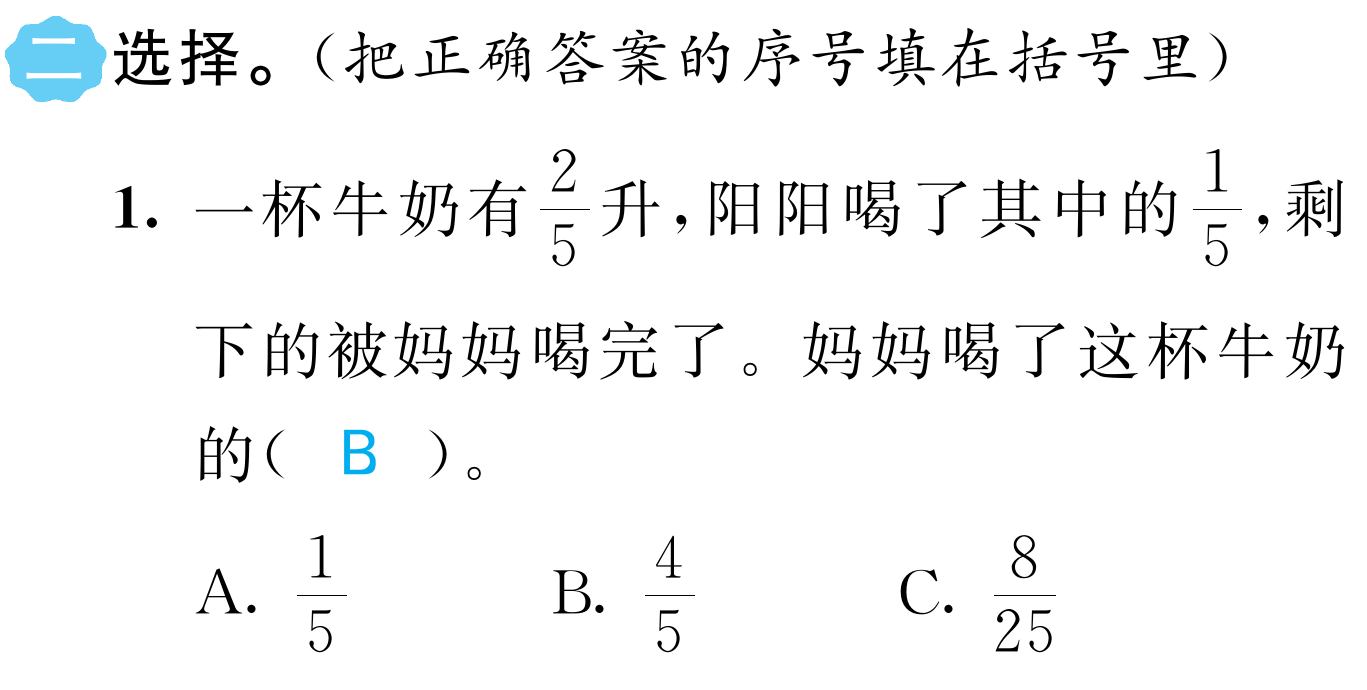 二 选择。(把正确答案的序号填在括号里)
1. 一杯牛奶有2/5升,阳阳喝了其中的1/5,剩
下的被妈妈喝完了。妈妈喝了这杯牛奶
的( B )。
A. 1/5 B. 4/5 C. 8/25